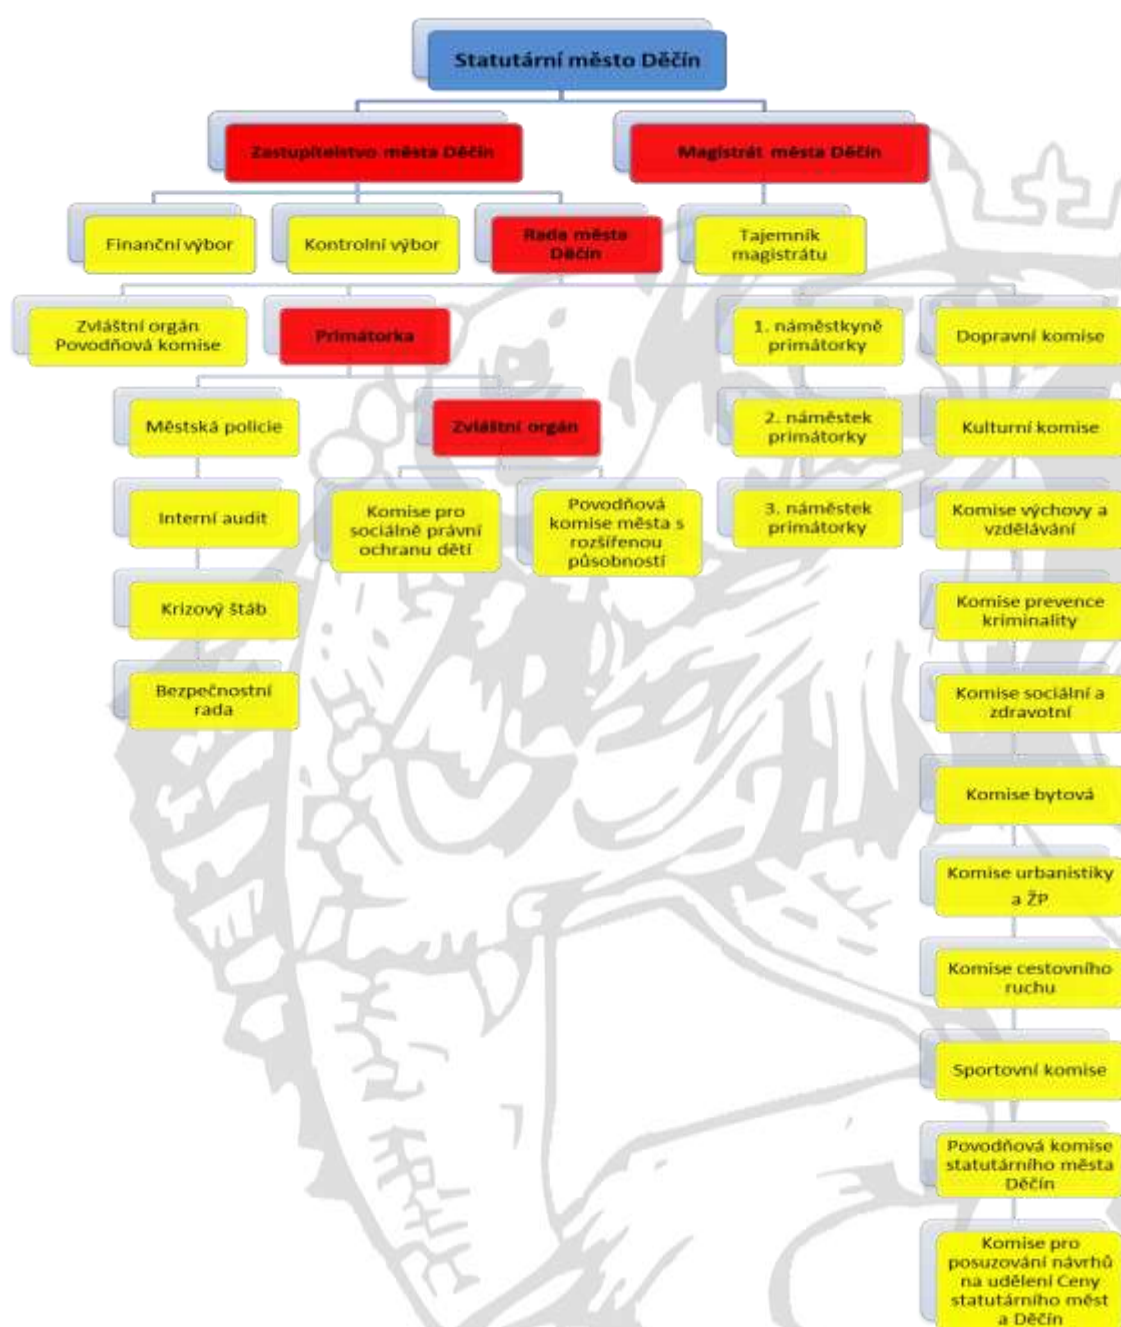 Statutární město Děčín
Zastupitelstvo města Děčín
Magistrát města Děčín
Finanční výbor
Kontrolní výbor
Rada město
Děčín
Tajemník
magistrátu
Zvláštní orgán
Povodňová komise
Primátorka
1. náměstkyně
primátorky
Dopravní komise
Městská policie
Zvláštní orgán
2. náměstek
primátorky
Kulturní komise
Interní audit
Komise pro
sociálně právní
ochranu dětí
Povodňová
komise města s
rozšířenou
působností
3. náměstek
primátorky
Komise výchovy a
vzdělávání
Krizový štáb
Komise prevence
kriminality
Bezpečnostní
rada
Komise sociální a
zdravotní
Komise bytová
Komise urbanistiky
a ŽP
Komise cestovního
ruchu
Sportovní komise
Povodňová komise
statutárního města
Děčín
Komise pro
posuzování návrhů
na udělení Ceny
statutárního měst
a Děčín